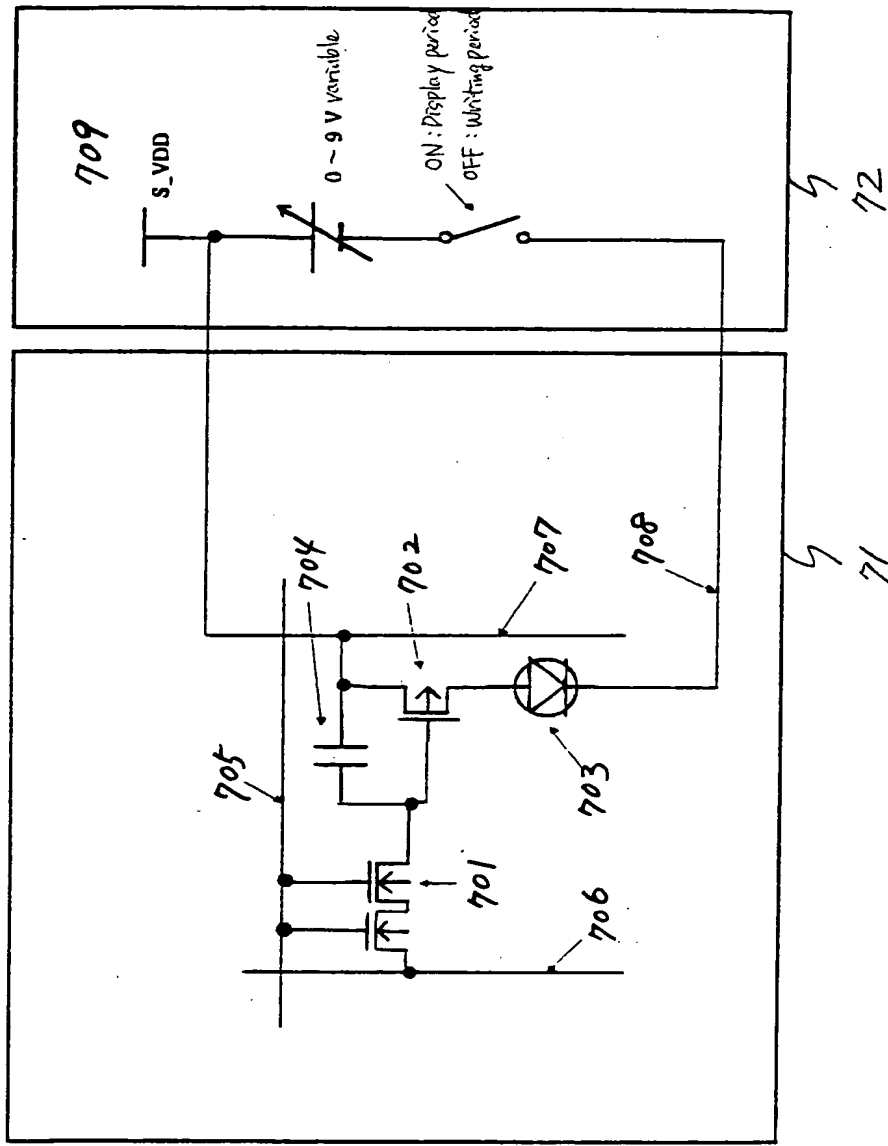 709
S_VDD
0 ~ 9 V variable
ON : Display period
OFF : Writing period
72
704
705
702
707
708
701
703
706
71